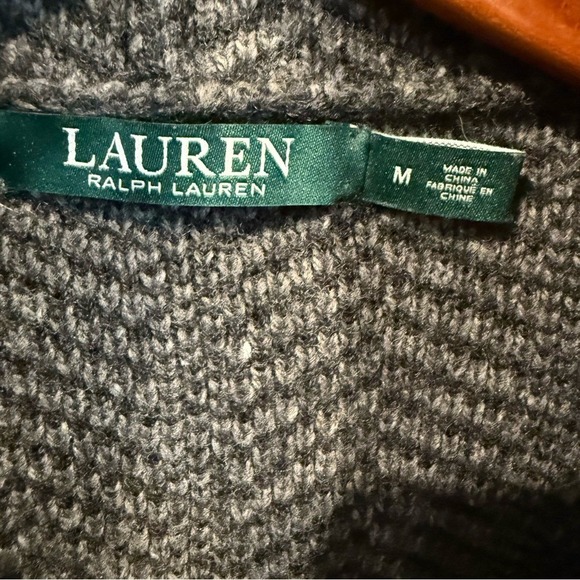 LAUREN
RALPH LAUREN
M
MADE IN
CHINA
FABRIQUÉ EN
CHINE